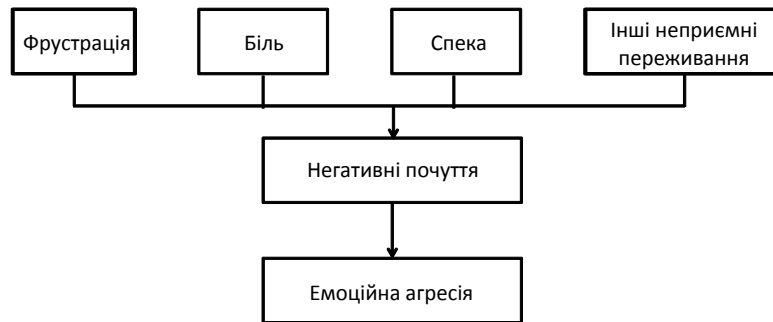 Фрустрація
Біль
Спека
Інші неприємні
переживання
Негативні почуття
Емоційна агресія